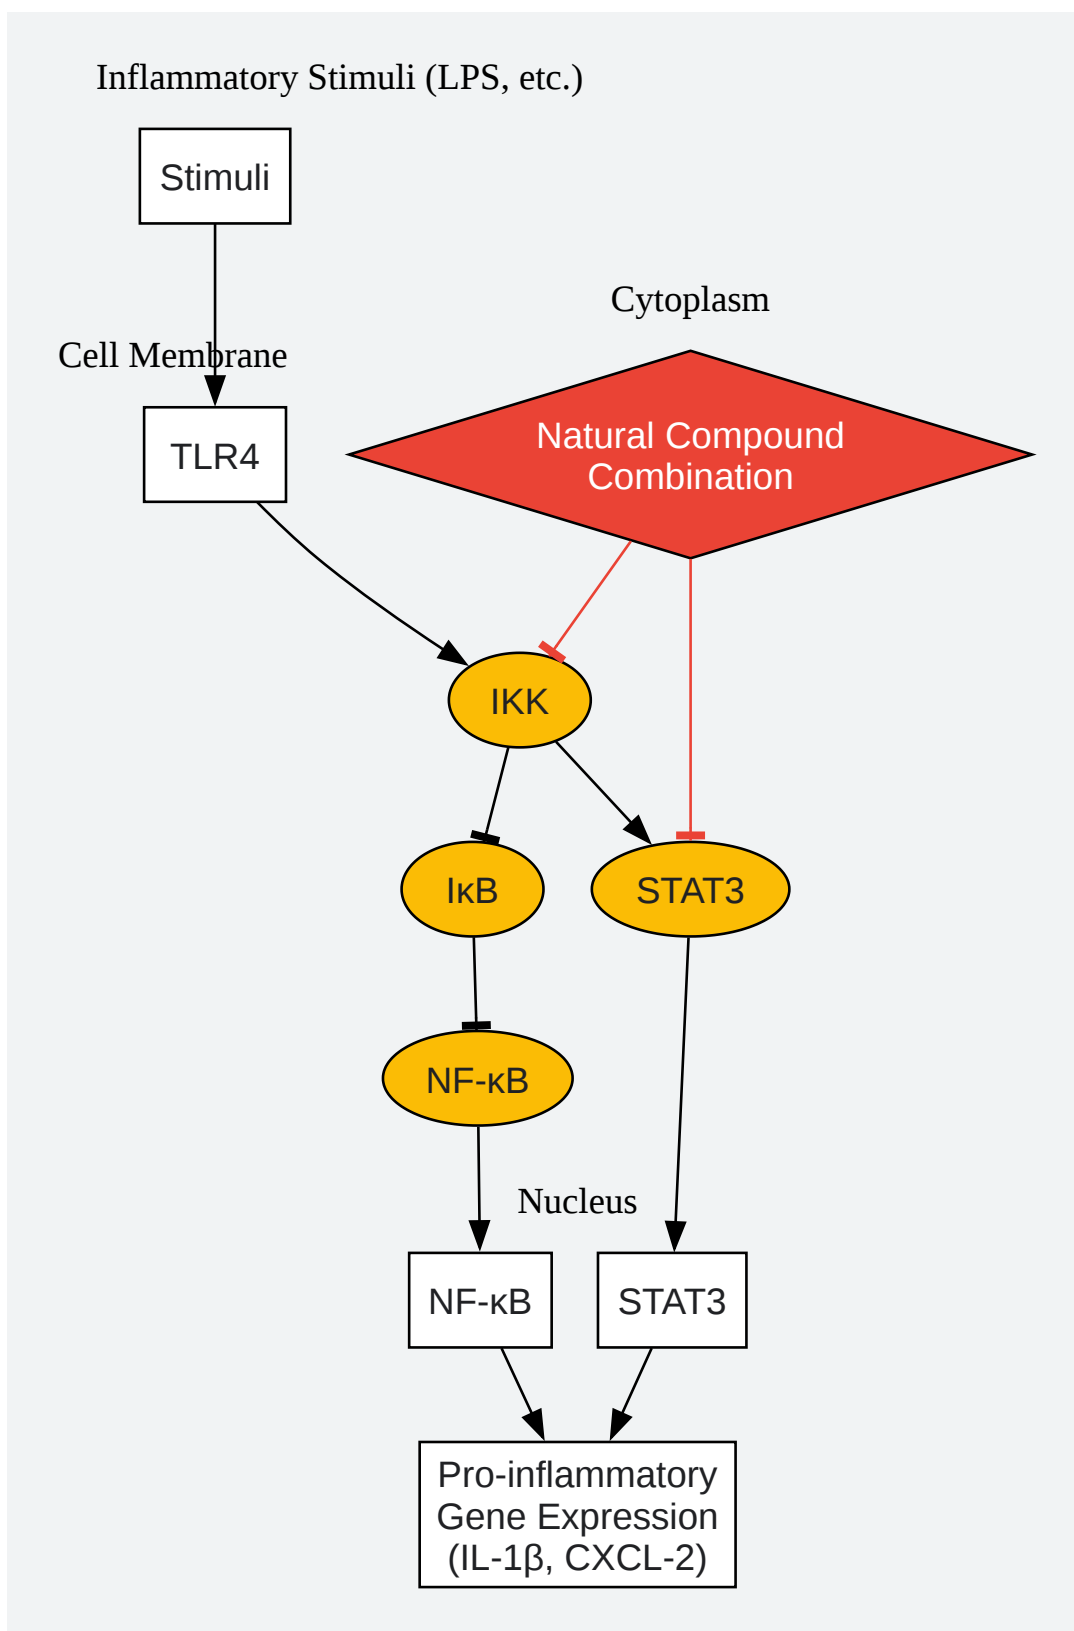 Inflammatory Stimuli (LPS, etc.)
Stimuli
Cytoplasm
Cell Membrane
TLR4
Natural Compound
Combination
IKK
IκB
STAT3
NF-κB
Nucleus
NF-κB
STAT3
Pro-inflammatory
Gene Expression
(IL-1β, CXCL-2)